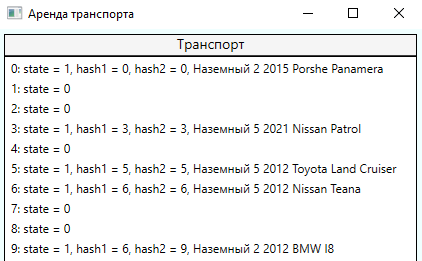 Аренда транспорта
Транспорт
0: state = 1, hash1 = 0, hash2 = 0, Наземный 2 2015 Porshe Panamera
1: state = 0
2: state = 0
3: state = 1, hash1 = 3, hash2 = 3, Наземный 5 2021 Nissan Patrol
4: state = 0
5: state = 1, hash1 = 5, hash2 = 5, Наземный 5 2012 Toyota Land Cruiser
6: state = 1, hash1 = 6, hash2 = 6, Наземный 5 2012 Nissan Teana
7: state = 0
8: state = 0
9: state = 1, hash1 = 6, hash2 = 9, Наземный 2 2012 BMW I8